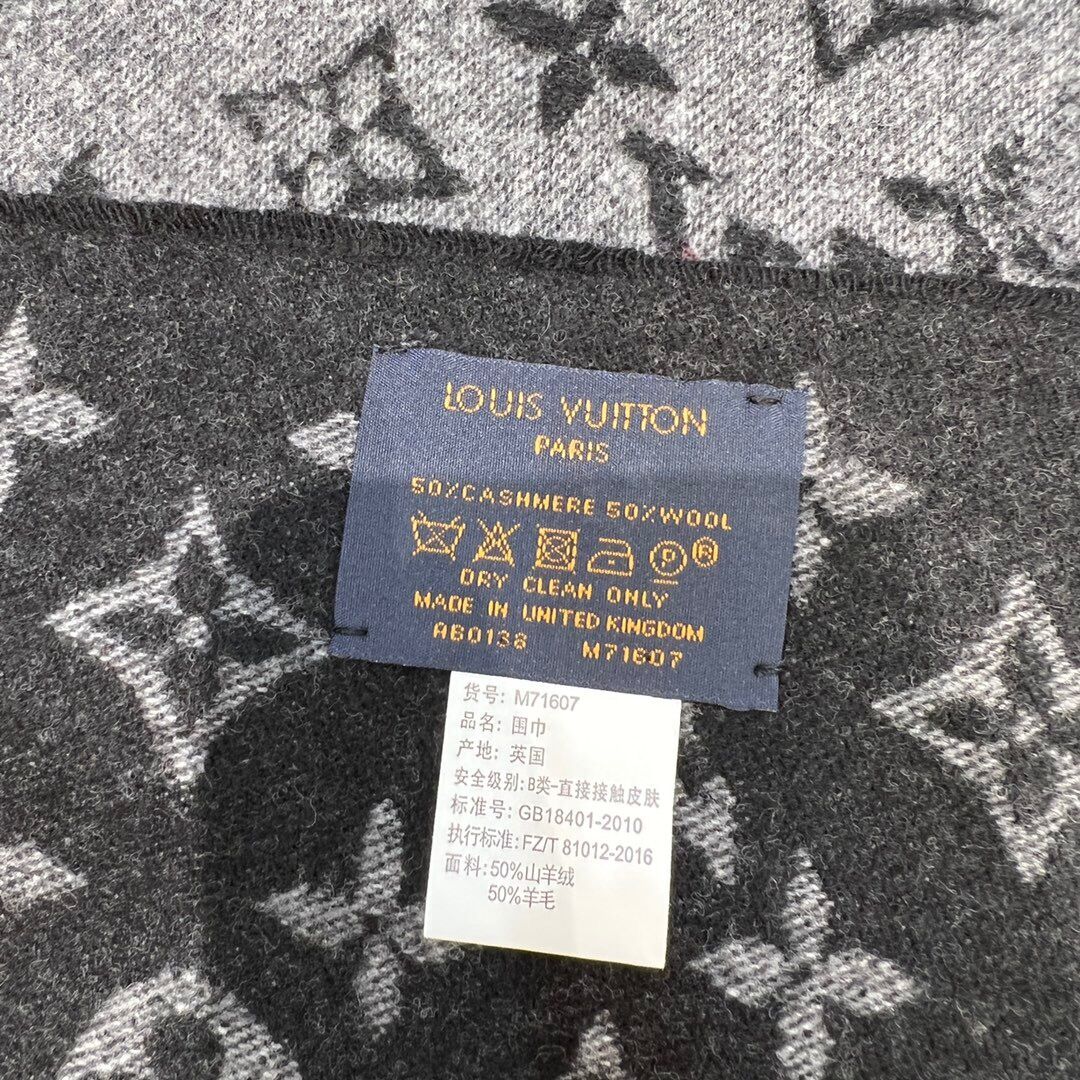 LOUIS VUITTON
PARIS
50%CASHMERE 50%WOOL
P ®
DRY CLEAN ONLY
MADE IN UNITED KINGDOM
AB0138 M71607
货号: M71607
品名: 围巾
产地: 英国
安全级别: B类-直接接触皮肤
标准号: GB18401-2010
执行标准: FZ/T 81012-2016
面料: 50%山羊绒
50%羊毛